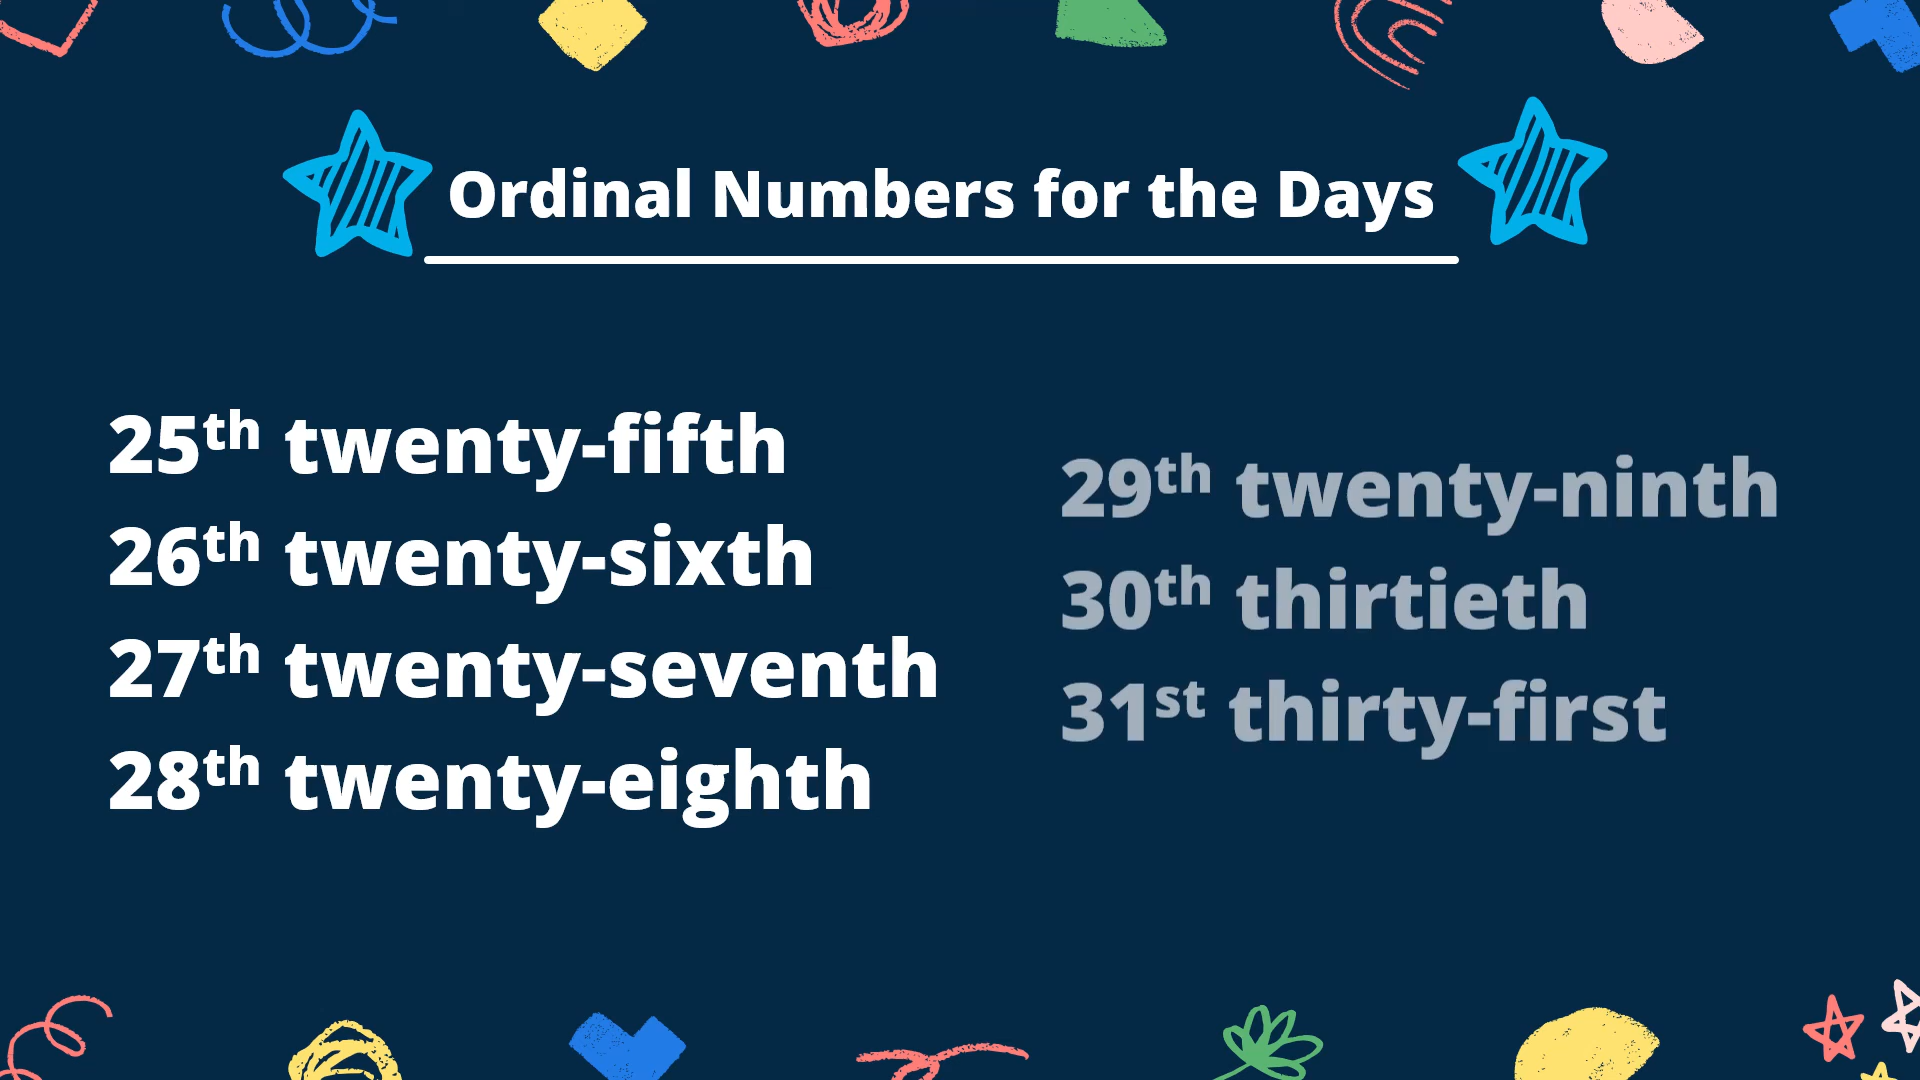 Ordinal Numbers for the Days
25th twenty-fifth
26th twenty-sixth
27th twenty-seventh
28th twenty-eighth
29th twenty-ninth
30th thirtieth
31st thirty-first